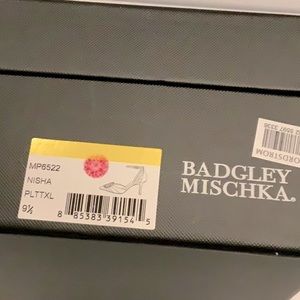 MP6522
NISHA
PLTTXL
9½
8 85383 39154 5
BADGLEY
MISCHKA.
NORDSTROM